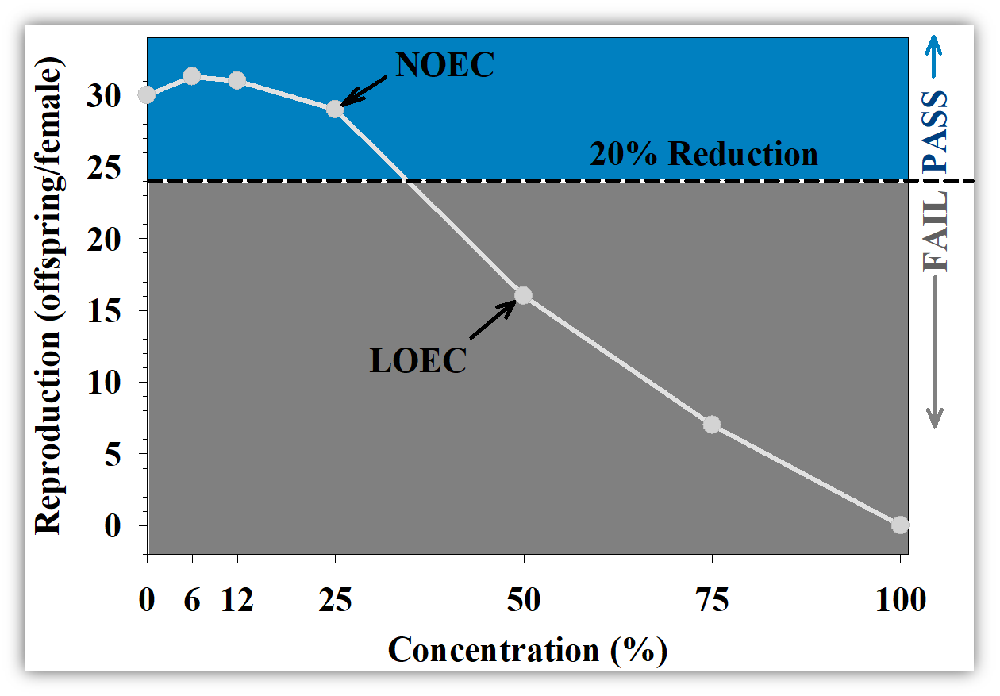 NOEC
20% Reduction
LOEC
PASS
FAIL
Reproduction (offspring/female)
30
25
20
15
10
5
0
0 6 12 25 50 75 100
Concentration (%)